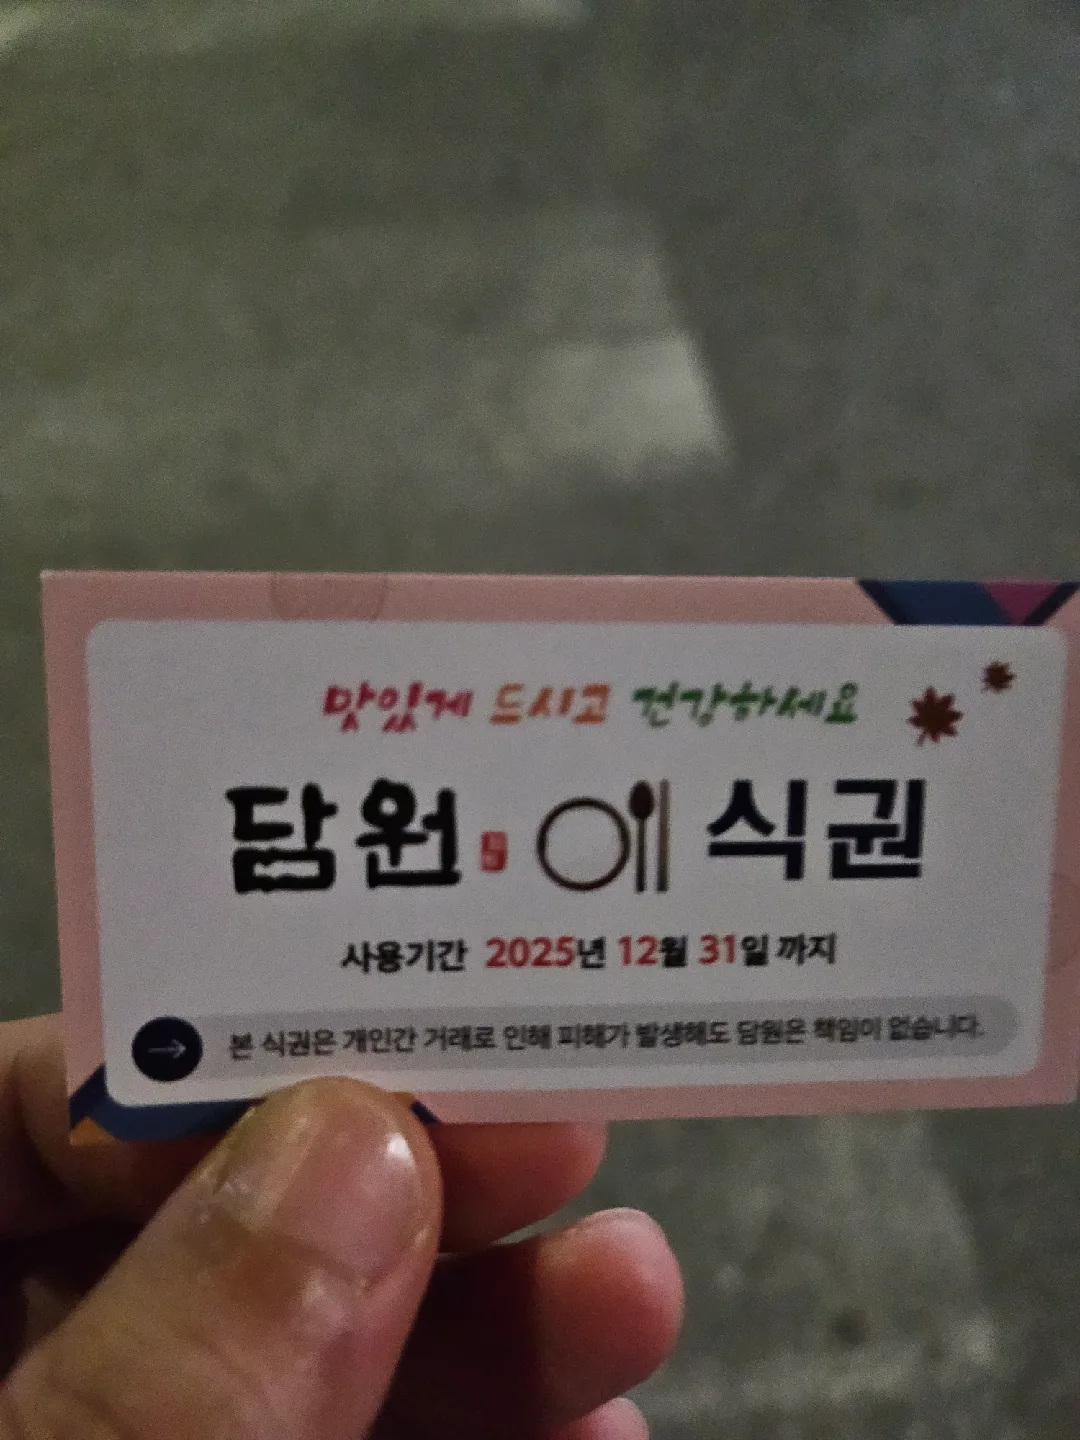 맛있게 드시고 건강하세요
담원 애 식권
사용기간 2025년 12월 31일 까지
본 식권은 개인간 거래로 인해 피해가 발생해도 담원은 책임이 없습니다.